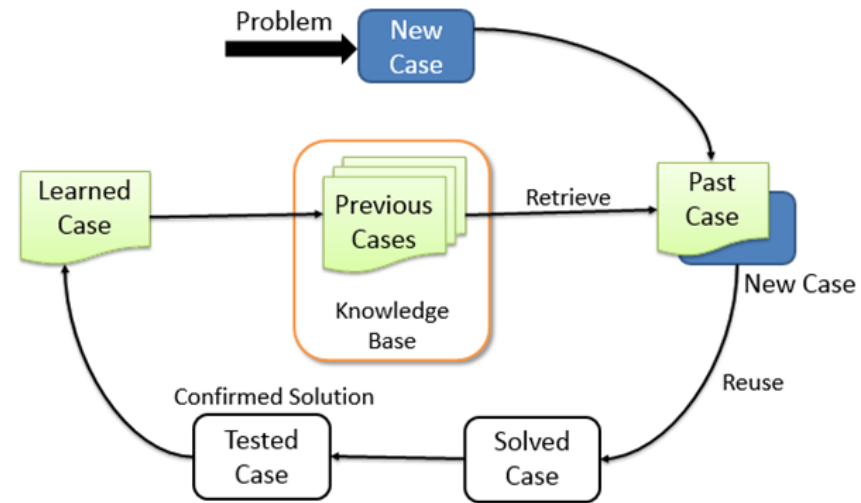 Problem
New
Case
Learned
Case
Previous
Cases
Retrieve
Past
Case
New Case
Knowledge
Base
Reuse
Confirmed Solution
Tested
Case
Solved
Case